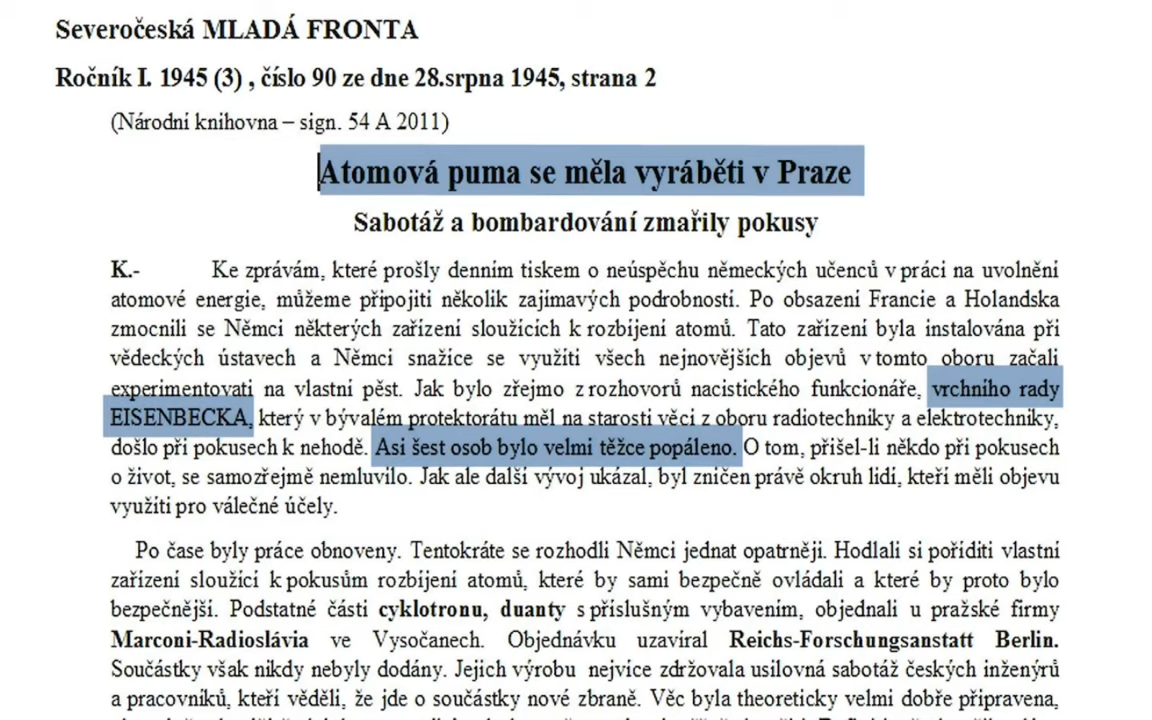 Severočeská MLADÁ FRONTA
Ročník I. 1945 (3) , číslo 90 ze dne 28.srpna 1945, strana 2
(Národní knihovna – sign. 54 A 2011)
Atomová puma se měla vyráběti v Praze
Sabotáž a bombardování zmařily pokusy
K.- Ke zprávám, které prošly denním tiskem o neúspěchu německých učenců v práci na uvolnění
atomové energie, můžeme připojiti několik zajímavých podrobností. Po obsazení Francie a Holandska
zmocnili se Němci některých zařízení sloužících k rozbíjení atomů. Tato zařízení byla instalována při
vědeckých ústavech a Němci snažíce se využíti všech nejnovějších objevů v tomto oboru začali
experimentovati na vlastní pěst. Jak bylo zřejmo z rozhovorů nacistického funkcionáře, vrchního rady
EISENBECKA, který v bývalém protektorátu měl na starosti věci z oboru radiotechniky a elektrotechniky,
došlo při pokusech k nehodě. Asi šest osob bylo velmi těžce popáleno. O tom, přišel-li někdo při pokusech
o život, se samozřejmě nemluvilo. Jak ale další vývoj ukázal, byl zničen právě okruh lidí, kteří měli objevu
využíti pro válečné účely.
Po čase byly práce obnoveny. Tentokráte se rozhodli Němci jednat opatrněji. Hodlali si poříditi vlastní
zařízení sloužící k pokusům rozbíjení atomů, které by sami bezpečně ovládali a které by proto bylo
bezpečnější. Podstatné části cyklotronu, duanty s příslušným vybavením, objednali u pražské firmy
Marconi-Radioslávia ve Vysočanech. Objednávku uzavíral Reichs-Forschungsanstatt Berlin.
Součástky však nikdy nebyly dodány. Jejich výrobu nejvice zdržovala usilovná sabotáž českých inženýrů
a pracovníků, kteří věděli, že jde o součástky nové zbraně. Věc byla theoreticky velmi dobře připravena,